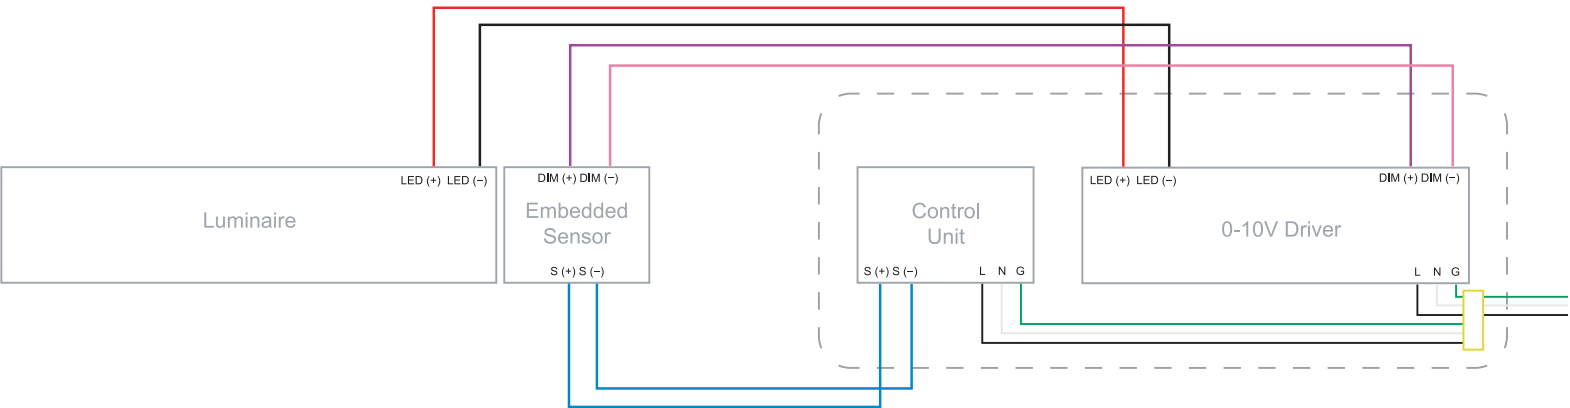 LED (+) LED (−)
Luminaire
DIM (+) DIM (−)
Embedded
Sensor
S (+) S (−)
Control
Unit
S (+) S (−) L N G
LED (+) LED (−) DIM (+) DIM (−)
0-10V Driver
L N G